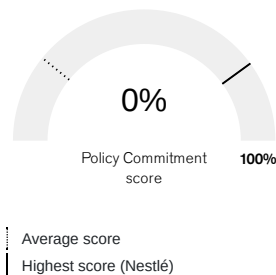 0%
Policy Commitment
score
100%
Average score
Highest score (Nestlé)